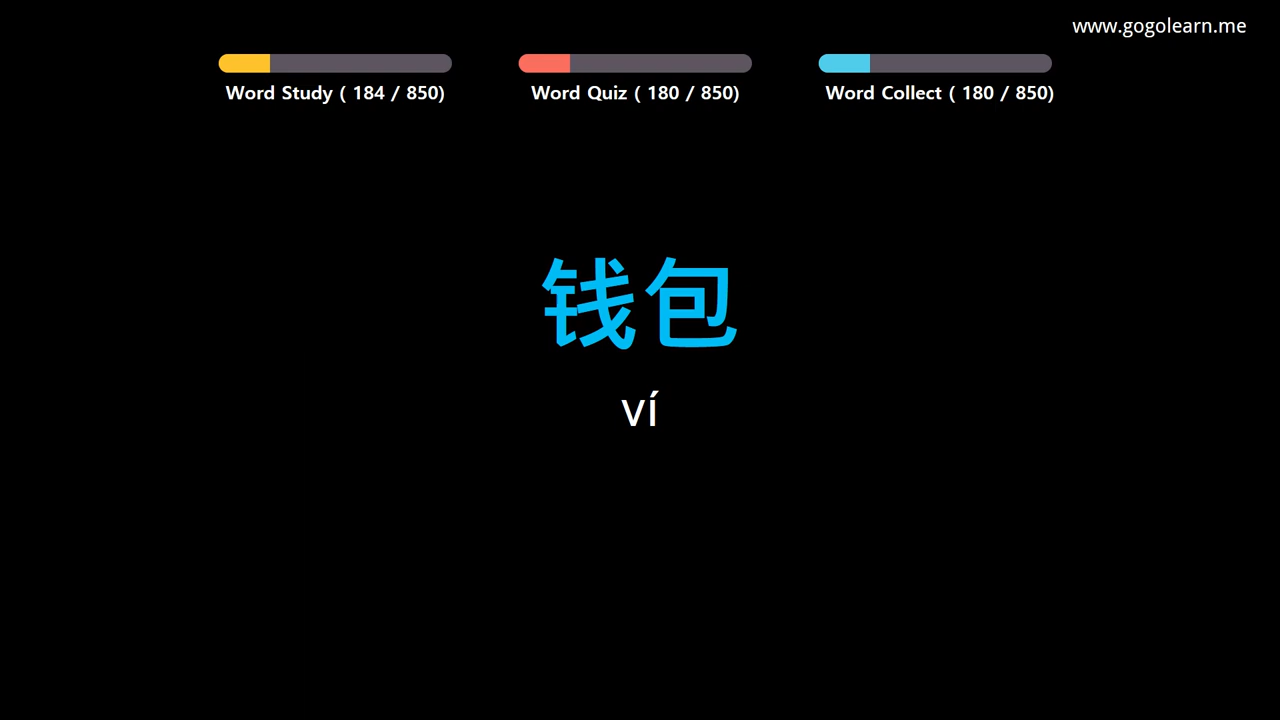 www.gogolearn.me
Word Study ( 184 / 850)
Word Quiz ( 180 / 850)
Word Collect ( 180 / 850)
钱包
ví